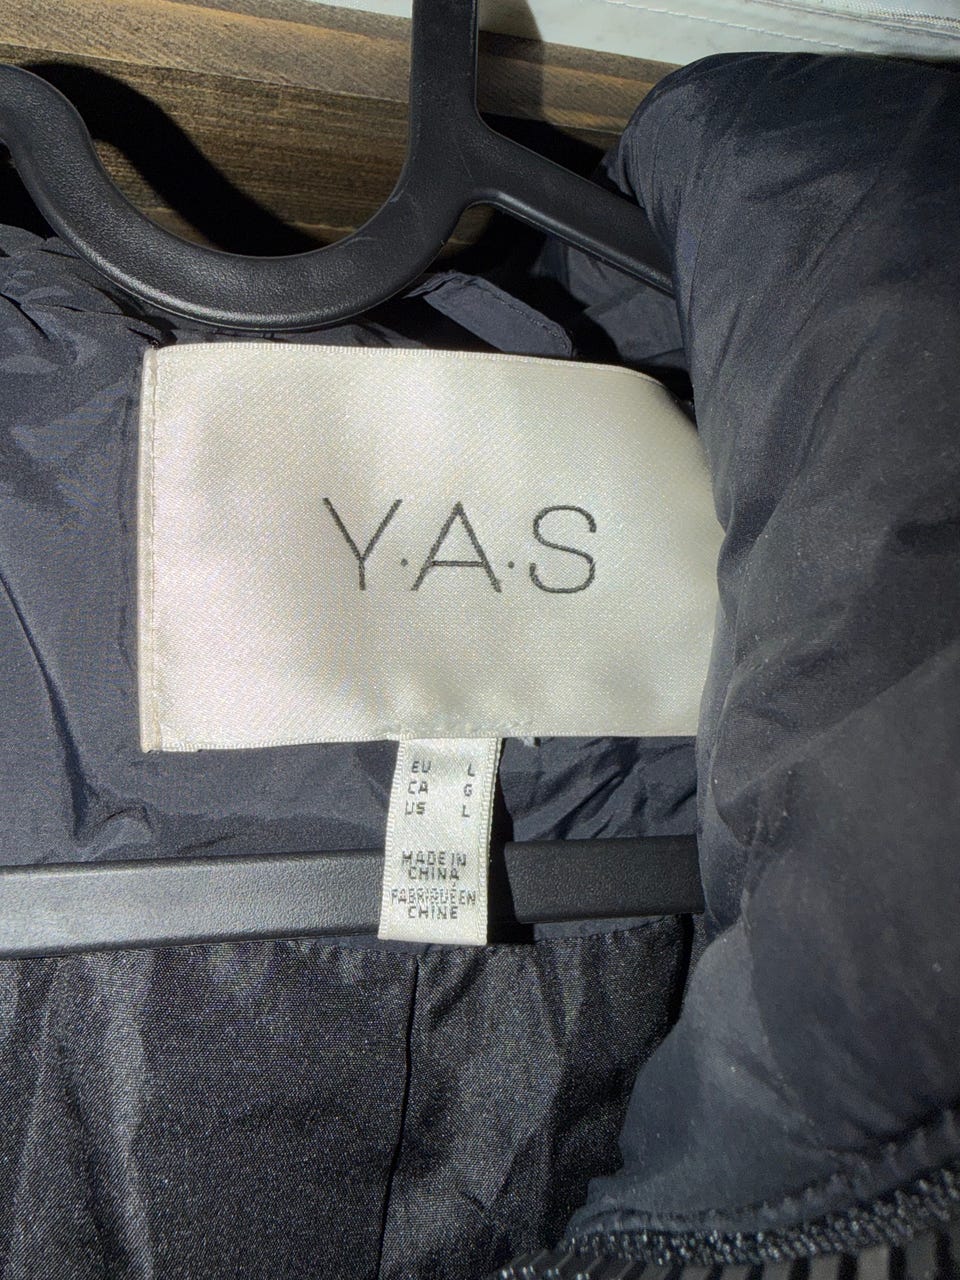 Y.A.S
EU L
CA G
US L
MADE IN
CHINA
FABRIQUÉ EN
CHINE